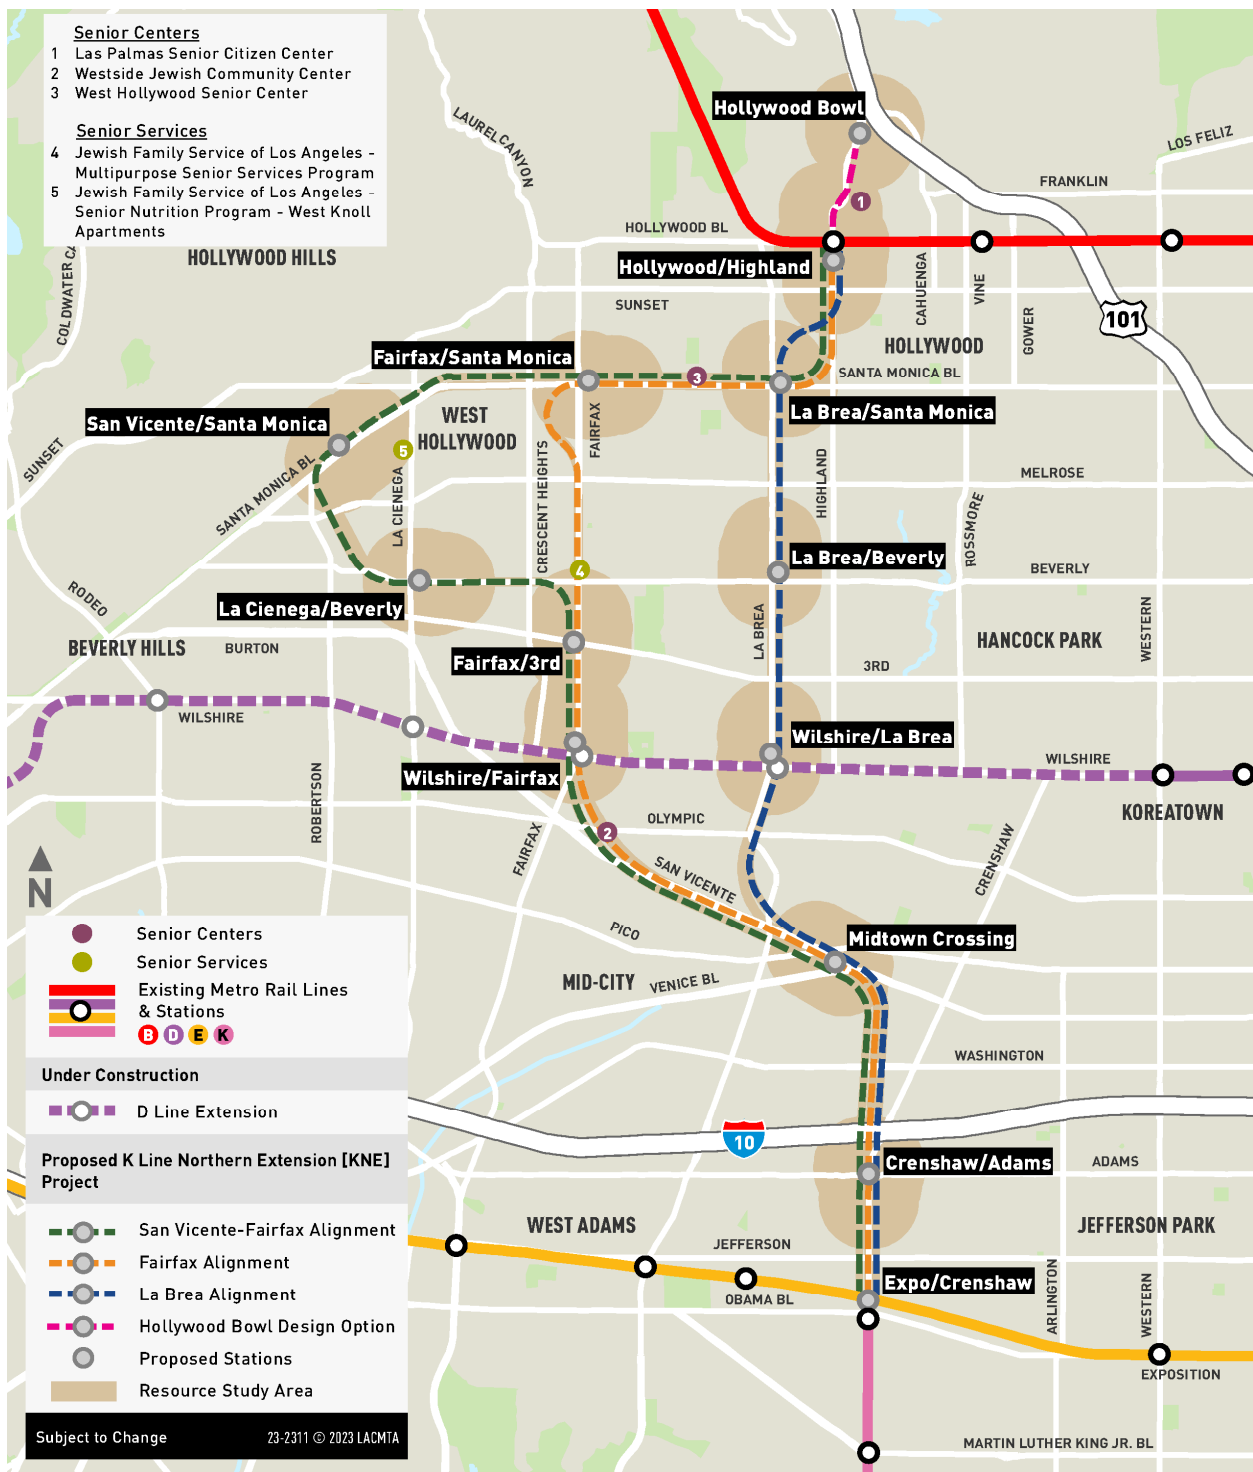 Senior Centers
1 Las Palmas Senior Citizen Center
2 Westside Jewish Community Center
3 West Hollywood Senior Center
Senior Services
4 Jewish Family Service of Los Angeles -
Multipurpose Senior Services Program
5 Jewish Family Service of Los Angeles -
Senior Nutrition Program - West Knoll
Apartments
HOLLYWOOD HILLS
COLDWATER CA
LAUREL CANYON
Hollywood Bowl
LOS FELIZ
FRANKLIN
1
HOLLYWOOD BL
Hollywood/Highland
CAHUENGA
VINE
GOWER
101
SUNSET
HOLLYWOOD
Fairfax/Santa Monica
3
SANTA MONICA BL
La Brea/Santa Monica
San Vicente/Santa Monica
WEST
HOLLYWOOD
5
SUNSET
SANTA MONICA BL
LA CIENEGA
CRESCENT HEIGHTS
FAIRFAX
HIGHLAND
MELROSE
ROSSMORE
La Brea/Beverly
4
BEVERLY
RODEO
La Cienega/Beverly
LA BREA
WESTERN
HANCOCK PARK
BEVERLY HILLS
BURTON
Fairfax/3rd
3RD
WILSHIRE
Wilshire/La Brea
WILSHIRE
Wilshire/Fairfax
KOREATOWN
ROBERTSON
FAIRFAX
2
OLYMPIC
SAN VICENTE
CRENSHAW
N
PICO
Midtown Crossing
MID-CITY
VENICE BL
WASHINGTON
10
Crenshaw/Adams
ADAMS
WEST ADAMS
JEFFERSON
JEFFERSON PARK
Expo/Crenshaw
OBAMA BL
ARLINGTON
WESTERN
EXPOSITION
MARTIN LUTHER KING JR. BL
Senior Centers
Senior Services
Existing Metro Rail Lines
& Stations
B D E K
Under Construction
D Line Extension
Proposed K Line Northern Extension [KNE]
Project
San Vicente-Fairfax Alignment
Fairfax Alignment
La Brea Alignment
Hollywood Bowl Design Option
Proposed Stations
Resource Study Area
Subject to Change 23-2311 © 2023 LACMTA